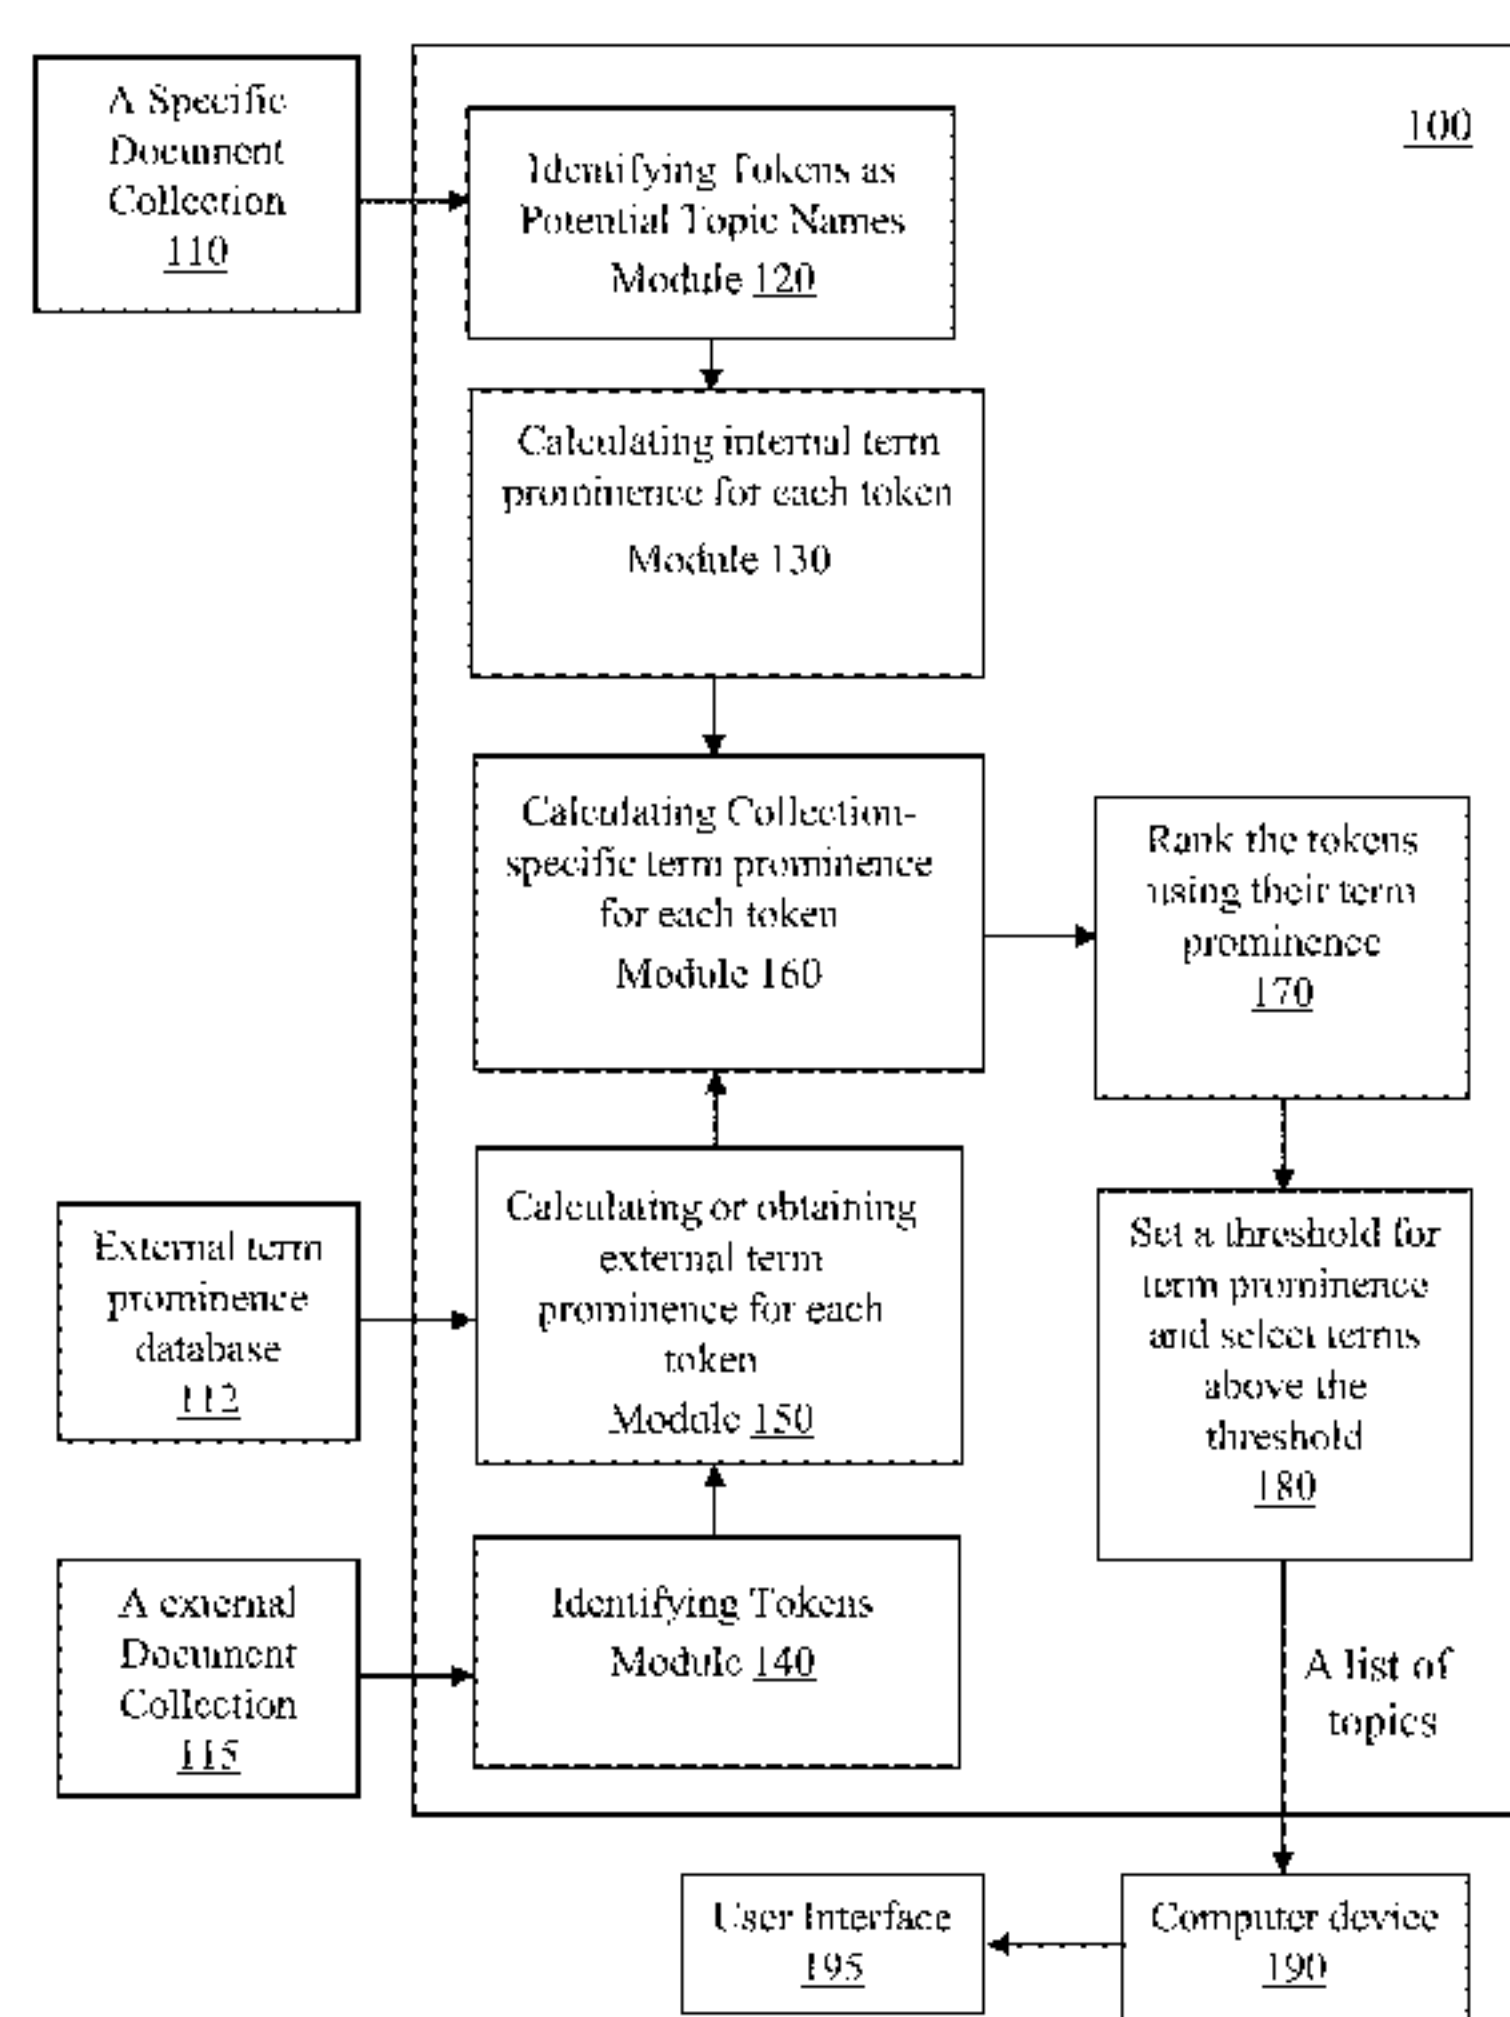 A Specific
Document
Collection
110
100
Identifying Tokens as
Potential Topic Names
Module 120
Calculating internal term
prominence for each token
Module 130
Calculating Collection-
specific term prominence
for each token
Module 160
Rank the tokens
using their term
prominence
170
External term
prominence
database
112
Calculating or obtaining
external term
prominence for each
token
Module 150
Set a threshold for
term prominence
and select terms
above the
threshold
180
A external
Document
Collection
115
Identifying Tokens
Module 140
A list of
topics
User Interface
195
Computer device
190